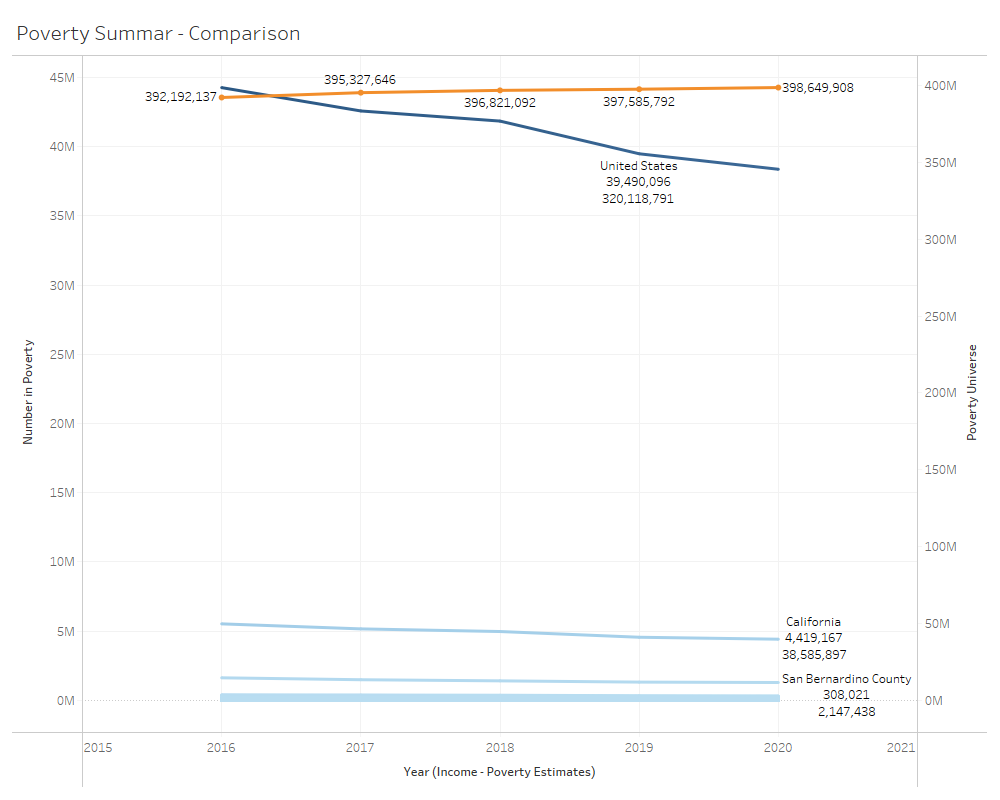 Poverty Summar - Comparison
45M
40M
35M
30M
25M
20M
15M
10M
5M
0M
Number in Poverty
392,192,137
395,327,646
396,821,092
397,585,792
398,649,908
United States
39,490,096
320,118,791
California
4,419,167
38,585,897
San Bernardino County
308,021
2,147,438
400M
350M
300M
250M
200M
150M
100M
50M
0M
Poverty Universe
2015
2016
2017
2018
2019
2020
2021
Year (Income - Poverty Estimates)